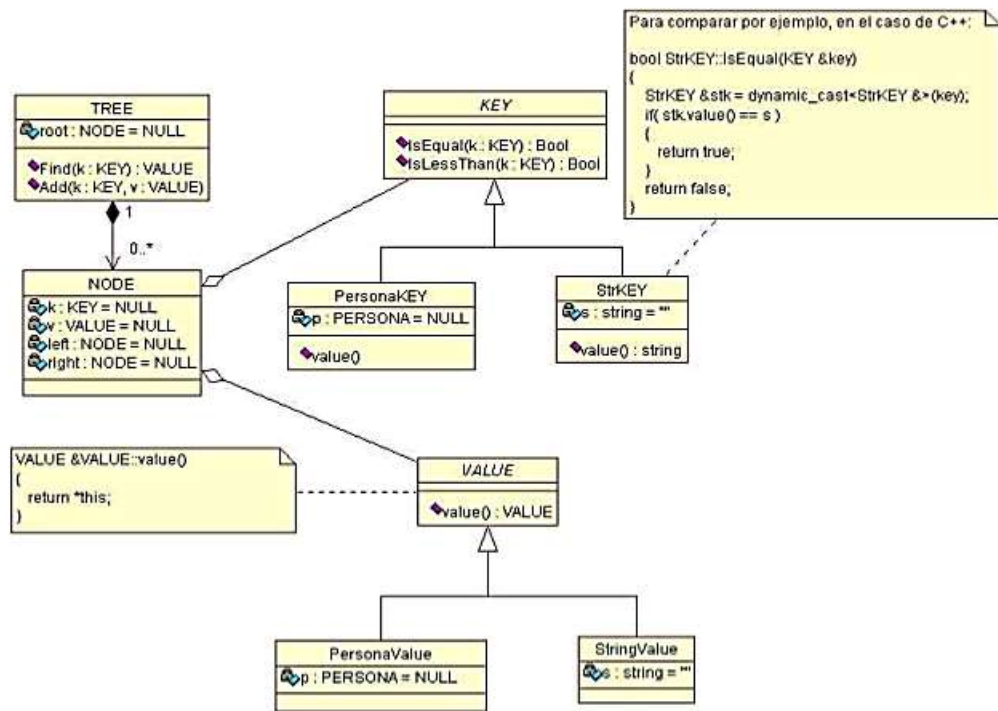 Para comparar por ejemplo, en el caso de C++:
bool StrKEY::IsEqual(KEY &key)
{
StrKEY &stk = dynamic_cast<StrKEY &>(key);
if( stk.value() == s )
{
return true;
}
return false;
}
TREE
root : NODE = NULL
Find(k : KEY) : VALUE
Add(k : KEY, v : VALUE)
1
0..*
KEY
IsEqual(k : KEY) : Bool
IsLessThan(k : KEY) : Bool
NODE
k : KEY = NULL
v : VALUE = NULL
left : NODE = NULL
right : NODE = NULL
PersonaKEY
p : PERSONA = NULL
value()
StrKEY
s : string = ""
value() : string
VALUE &VALUE::value()
{
return *this;
}
VALUE
value() : VALUE
PersonaValue
p : PERSONA = NULL
StringValue
s : string = ""